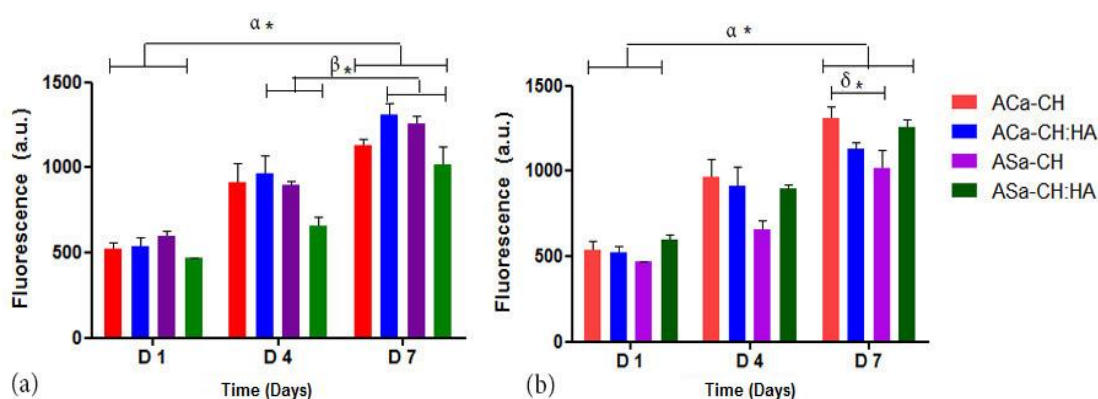 α *
β *
1500
1000
500
0
Fluorescence (a.u.)
D 1
D 4
D 7
Time (Days)
(a)
α *
δ *
1500
1000
500
0
Fluorescence (a.u.)
D 1
D 4
D 7
Time (Days)
(b)
ACa-CH
ACa-CH:HA
ASa-CH
ASa-CH:HA